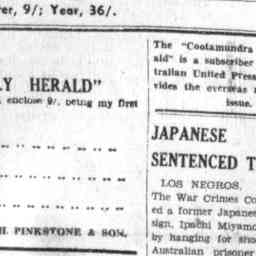 rer, 9/; Year, 36/.
LY HERALD"
enclose 9/, being my first
H. PINKSTONE & SON.
The "Cootamundra
ald" is a subscriber
tralian United Press
vides the overseas n
issue.
JAPANESE
SENTENCED T
LOS NEGROS,
The War Crimes Co
ed a former Japanes
sign, Ipachi Miyamo
by hanging for shoo
Australian prisoner